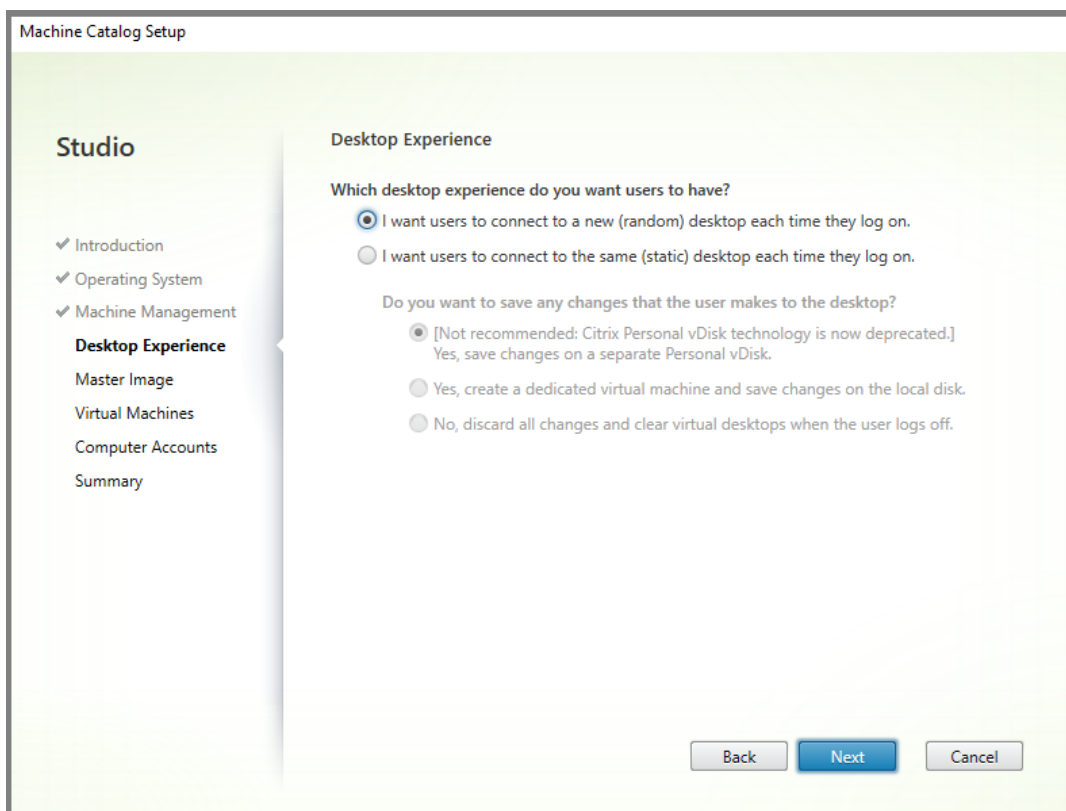 Machine Catalog Setup
Studio
Introduction
Operating System
Machine Management
Desktop Experience
Master Image
Virtual Machines
Computer Accounts
Summary
Desktop Experience
Which desktop experience do you want users to have?
I want users to connect to a new (random) desktop each time they log on.
I want users to connect to the same (static) desktop each time they log on.
Do you want to save any changes that the user makes to the desktop?
[Not recommended: Citrix Personal vDisk technology is now deprecated.]
Yes, save changes on a separate Personal vDisk.
Yes, create a dedicated virtual machine and save changes on the local disk.
No, discard all changes and clear virtual desktops when the user logs off.
Back
Next
Cancel